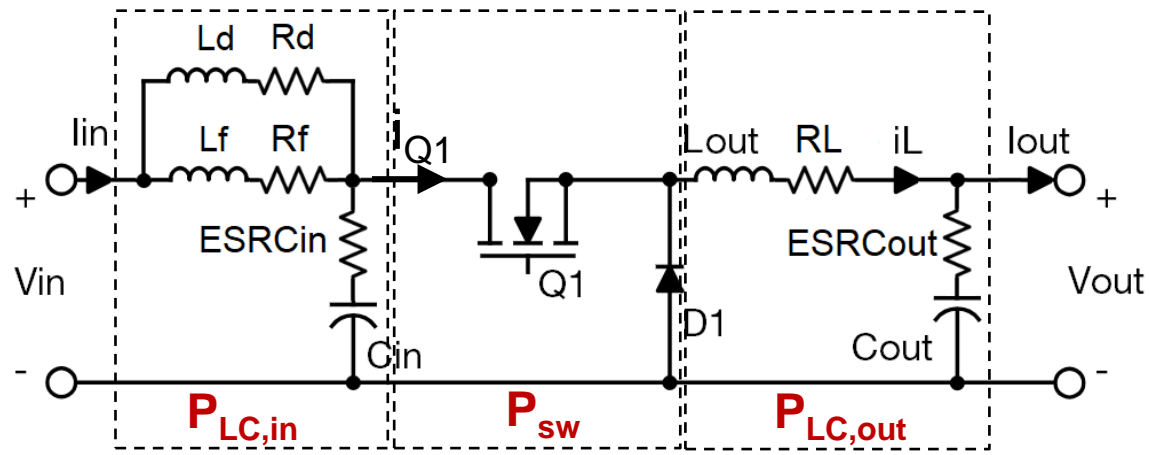 Ld Rd
Iin Lf Rf
IQ1
Lout RL iL Iout
+
ESRCin
ESRCout
+
Vin
Q1
Vout
D1
Cin
Cout
-
-
PLC,in
Psw
PLC,out